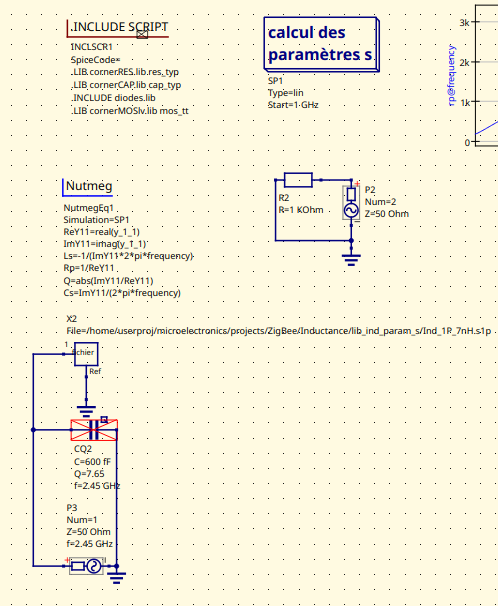 .INCLUDE SCRIPT
INCLSCR1
SpiceCode=
.LIB cornerRES.lib.res_typ
.LIB cornerCAP.lib cap_typ
.INCLUDE diodes.lib
.LIB cornerMOSlv.lib mos_tt
calcul des
paramètres s
SP1
Type=lin
Start=1 GHz
3k
2k
1k
0
rp@frequency
Nutmeg
NutmegEq1
Simulation=SP1
ReY11=real(y_1_1)
ImY11=imag(y_1_1)
Ls=-1/(ImY11*2*pi*frequency)
Rp=1/ReY11
Q=abs(ImY11/ReY11)
Cs=ImY11/(2*pi*frequency)
R2
R=1 KOhm
P2
Num=2
Z=50 Ohm
X2
File=/home/userproj/microelectronics/projects/ZigBee/Inductance/lib_ind_param_s/Ind_1P_7nH.s1p
1
fichier
Ref
CQ2
C=600 fF
Q=7.65
f=2.45 GHz
P3
Num=1
Z=50 Ohm
f=2.45 GHz